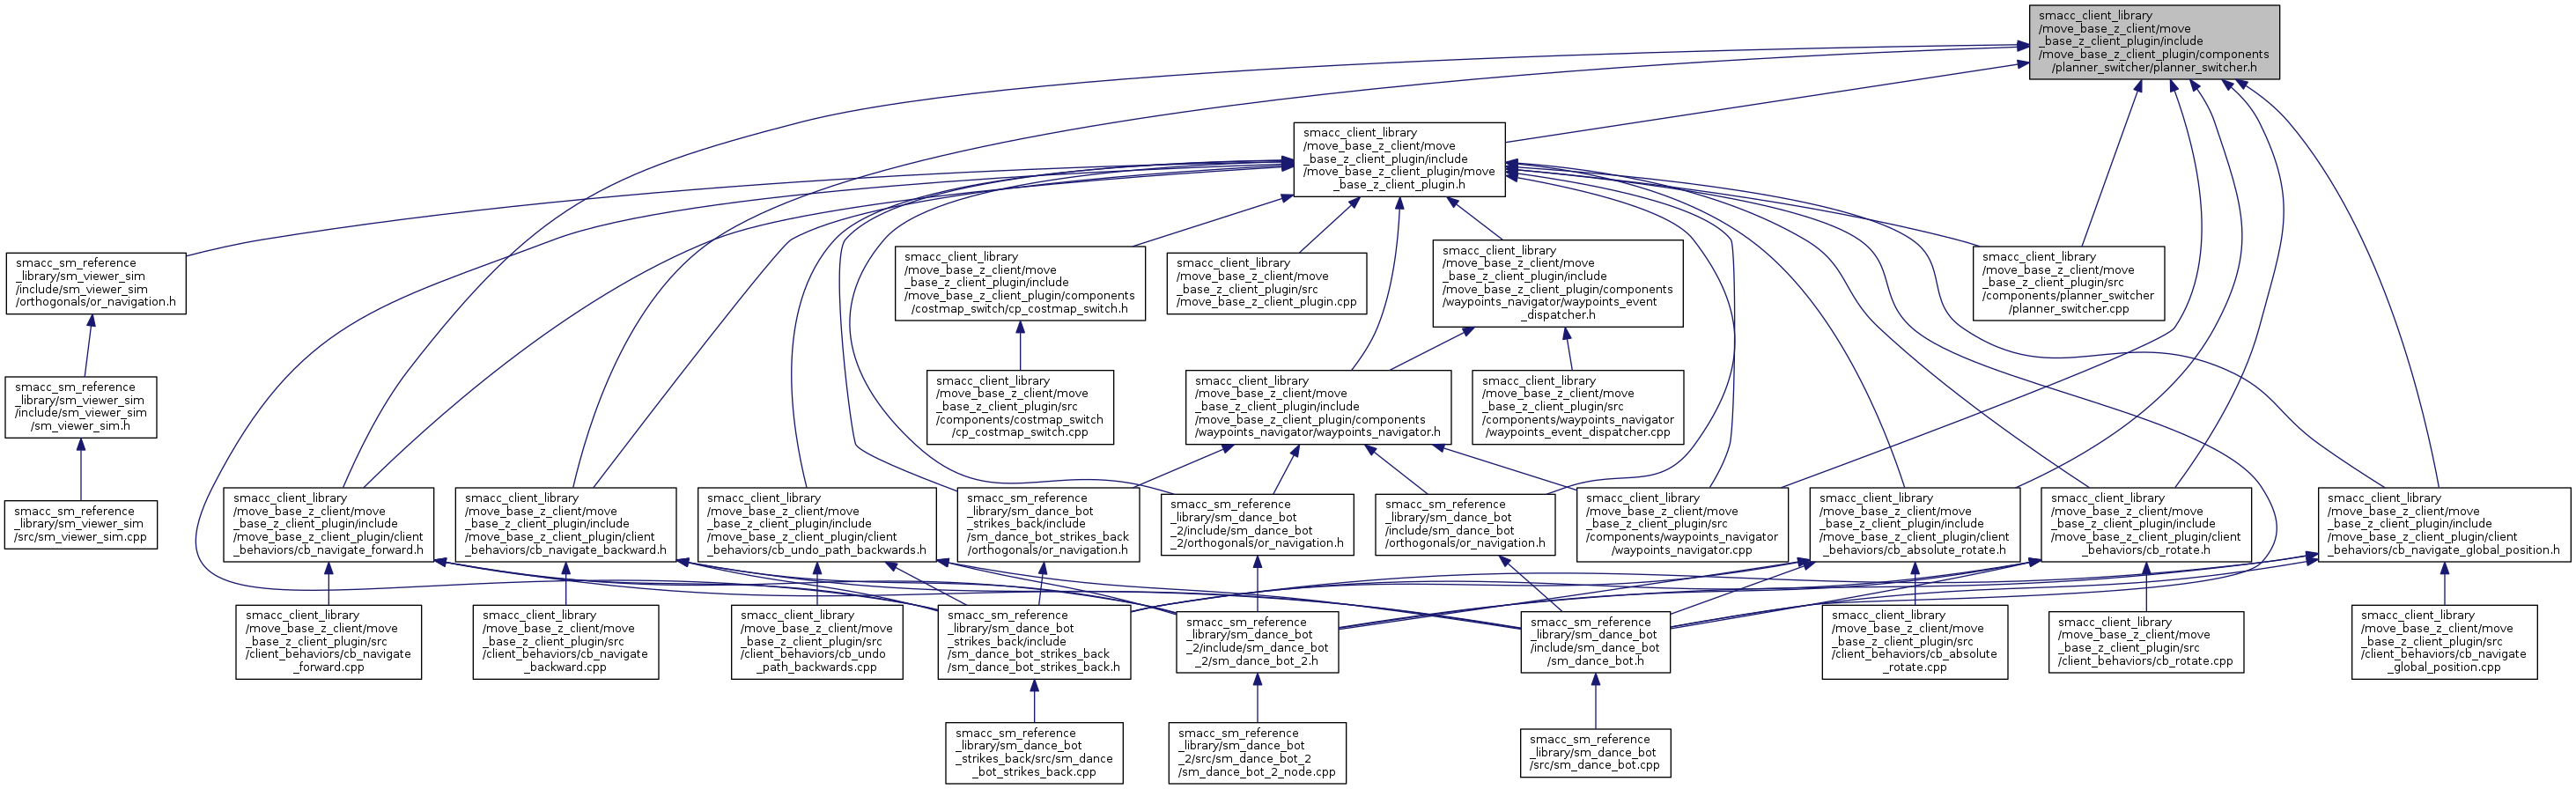 smacc_client_library
/move_base_z_client/move
_base_z_client_plugin/include
/move_base_z_client_plugin/components
/planner_switcher/planner_switcher.h
smacc_client_library
/move_base_z_client/move
_base_z_client_plugin/include
/move_base_z_client_plugin/move
_base_z_client_plugin.h
smacc_sm_reference
_library/sm_viewer_sim
/include/sm_viewer_sim
/orthogonals/or_navigation.h
smacc_client_library
/move_base_z_client/move
_base_z_client_plugin/include
/move_base_z_client_plugin/components
/costmap_switch/cp_costmap_switch.h
smacc_client_library
/move_base_z_client/move
_base_z_client_plugin/src
/move_base_z_client_plugin.cpp
smacc_client_library
/move_base_z_client/move
_base_z_client_plugin/include
/move_base_z_client_plugin/components
/waypoints_navigator/waypoints_event
_dispatcher.h
smacc_client_library
/move_base_z_client/move
_base_z_client_plugin/src
/components/planner_switcher
/planner_switcher.cpp
smacc_sm_reference
_library/sm_viewer_sim
/include/sm_viewer_sim
/sm_viewer_sim.h
smacc_client_library
/move_base_z_client/move
_base_z_client_plugin/src
/components/costmap_switch
/cp_costmap_switch.cpp
smacc_client_library
/move_base_z_client/move
_base_z_client_plugin/include
/move_base_z_client_plugin/components
/waypoints_navigator/waypoints_navigator.h
smacc_client_library
/move_base_z_client/move
_base_z_client_plugin/src
/components/waypoints_navigator
/waypoints_event_dispatcher.cpp
smacc_sm_reference
_library/sm_viewer_sim
/src/sm_viewer_sim.cpp
smacc_client_library
/move_base_z_client/move
_base_z_client_plugin/include
/move_base_z_client_plugin/client
_behaviors/cb_navigate_forward.h
smacc_client_library
/move_base_z_client/move
_base_z_client_plugin/include
/move_base_z_client_plugin/client
_behaviors/cb_navigate_backward.h
smacc_client_library
/move_base_z_client/move
_base_z_client_plugin/include
/move_base_z_client_plugin/client
_behaviors/cb_undo_path_backwards.h
smacc_sm_reference
_library/sm_dance_bot
_strikes_back/include
/sm_dance_bot_strikes_back
/orthogonals/or_navigation.h
smacc_sm_reference
_library/sm_dance_bot
_2/include/sm_dance_bot
_2/orthogonals/or_navigation.h
smacc_sm_reference
_library/sm_dance_bot
/include/sm_dance_bot
/orthogonals/or_navigation.h
smacc_client_library
/move_base_z_client/move
_base_z_client_plugin/src
/components/waypoints_navigator
/waypoints_navigator.cpp
smacc_client_library
/move_base_z_client/move
_base_z_client_plugin/include
/move_base_z_client_plugin/client
_behaviors/cb_absolute_rotate.h
smacc_client_library
/move_base_z_client/move
_base_z_client_plugin/include
/move_base_z_client_plugin/client
_behaviors/cb_rotate.h
smacc_client_library
/move_base_z_client/move
_base_z_client_plugin/include
/move_base_z_client_plugin/client
_behaviors/cb_navigate_global_position.h
smacc_client_library
/move_base_z_client/move
_base_z_client_plugin/src
/client_behaviors/cb_navigate
_forward.cpp
smacc_client_library
/move_base_z_client/move
_base_z_client_plugin/src
/client_behaviors/cb_navigate
_backward.cpp
smacc_client_library
/move_base_z_client/move
_base_z_client_plugin/src
/client_behaviors/cb_undo
_path_backwards.cpp
smacc_sm_reference
_library/sm_dance_bot
_strikes_back/include
/sm_dance_bot_strikes_back
/sm_dance_bot_strikes_back.h
smacc_sm_reference
_library/sm_dance_bot
_2/include/sm_dance_bot
_2/sm_dance_bot_2.h
smacc_sm_reference
_library/sm_dance_bot
/include/sm_dance_bot
/sm_dance_bot.h
smacc_client_library
/move_base_z_client/move
_base_z_client_plugin/src
/client_behaviors/cb_absolute
_rotate.cpp
smacc_client_library
/move_base_z_client/move
_base_z_client_plugin/src
/client_behaviors/cb_rotate.cpp
smacc_client_library
/move_base_z_client/move
_base_z_client_plugin/src
/client_behaviors/cb_navigate
_global_position.cpp
smacc_sm_reference
_library/sm_dance_bot
_strikes_back/src/sm_dance
_bot_strikes_back.cpp
smacc_sm_reference
_library/sm_dance_bot
_2/src/sm_dance_bot_2
/sm_dance_bot_2_node.cpp
smacc_sm_reference
_library/sm_dance_bot
/src/sm_dance_bot.cpp